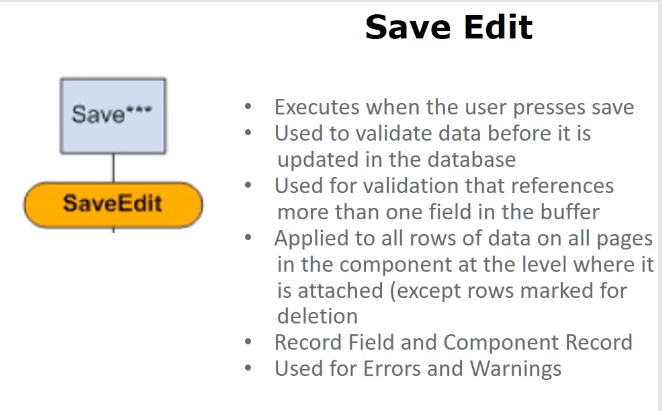 Save Edit
Save***
SaveEdit
• Executes when the user presses save
• Used to validate data before it is
updated in the database
• Used for validation that references
more than one field in the buffer
• Applied to all rows of data on all pages
in the component at the level where it
is attached (except rows marked for
deletion
• Record Field and Component Record
• Used for Errors and Warnings